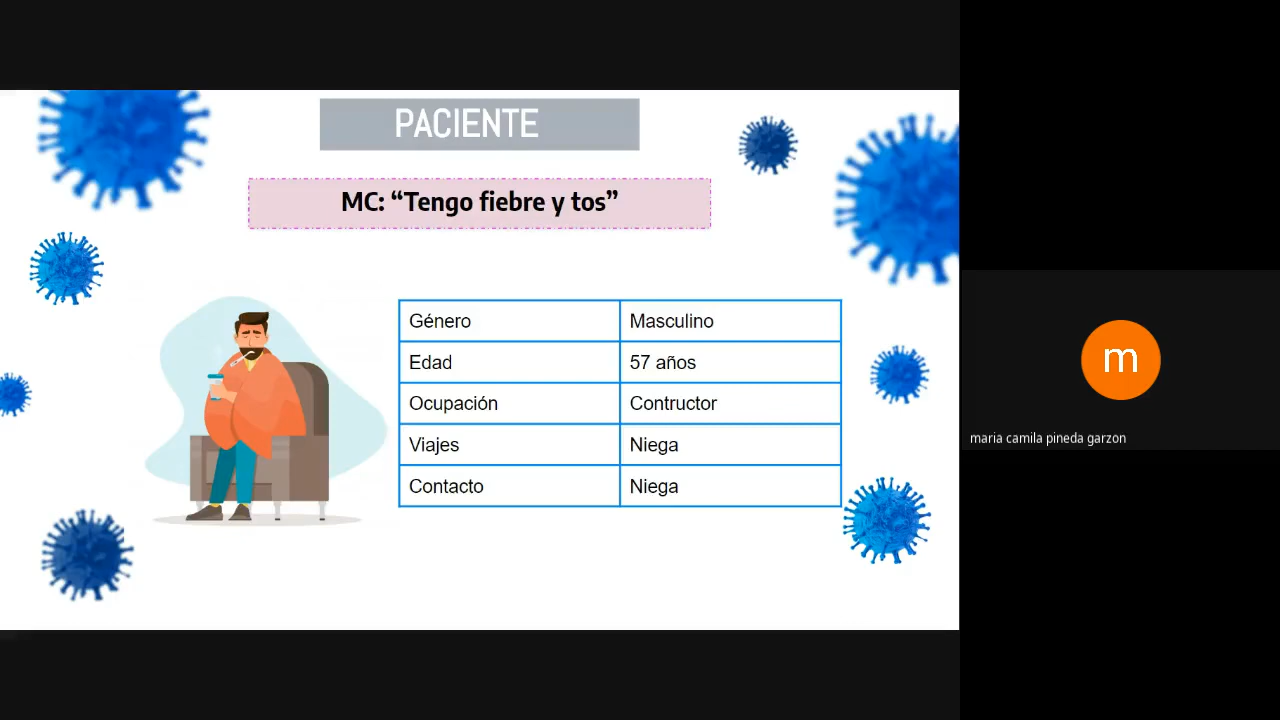 PACIENTE
MC: “Tengo fiebre y tos”
Género Masculino
Edad 57 años
Ocupación Contructor
Viajes Niega
Contacto Niega
m
maria camila pineda garzon